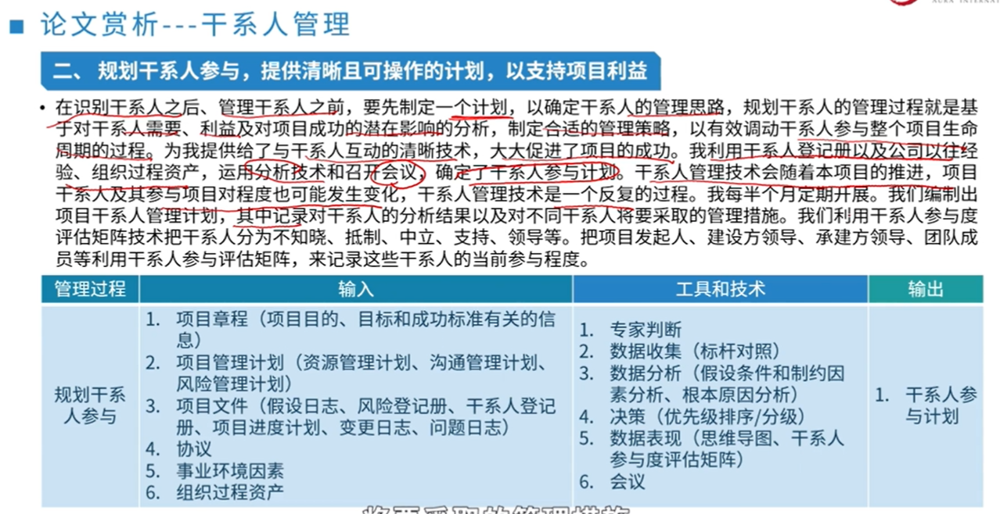 AURA INTERNAT
■ 论文赏析---干系人管理
二、 规划干系人参与，提供清晰且可操作的计划，以支持项目利益
• 在识别干系人之后、管理干系人之前，要先制定一个计划，以确定干系人的管理思路，规划干系人的管理过程就是基
于对干系人需要、利益及对项目成功的潜在影响的分析，制定合适的管理策略，以有效调动干系人参与整个项目生命
周期的过程。为我提供给了与干系人互动的清晰技术，大大促进了项目的成功。我利用干系人登记册以及公司以往经
验、组织过程资产，运用分析技术和召开会议，确定了干系人参与计划。干系人管理技术会随着本项目的推进，项目
干系人及其参与项目对程度也可能发生变化，干系人管理技术是一个反复的过程。我每半个月定期开展。我们编制出
项目干系人管理计划，其中记录对干系人的分析结果以及对不同干系人将要采取的管理措施。我们利用干系人参与度
评估矩阵技术把干系人分为不知晓、抵制、中立、支持、领导等。把项目发起人、建设方领导、承建方领导、团队成
员等利用干系人参与评估矩阵，来记录这些干系人的当前参与程度。
管理过程 输入 工具和技术 输出
规划干系
人参与
1. 项目章程（项目目的、目标和成功标准有关的信
息）
2. 项目管理计划（资源管理计划、沟通管理计划、
风险管理计划）
3. 项目文件（假设日志、风险登记册、干系人登记
册、项目进度计划、变更日志、问题日志）
4. 协议
5. 事业环境因素
6. 组织过程资产
1. 专家判断
2. 数据收集（标杆对照）
3. 数据分析（假设条件和制约因
素分析、根本原因分析）
4. 决策（优先级排序/分级）
5. 数据表现（思维导图、干系人
参与度评估矩阵）
6. 会议
1. 干系人参
与计划
将要采取的管理措施